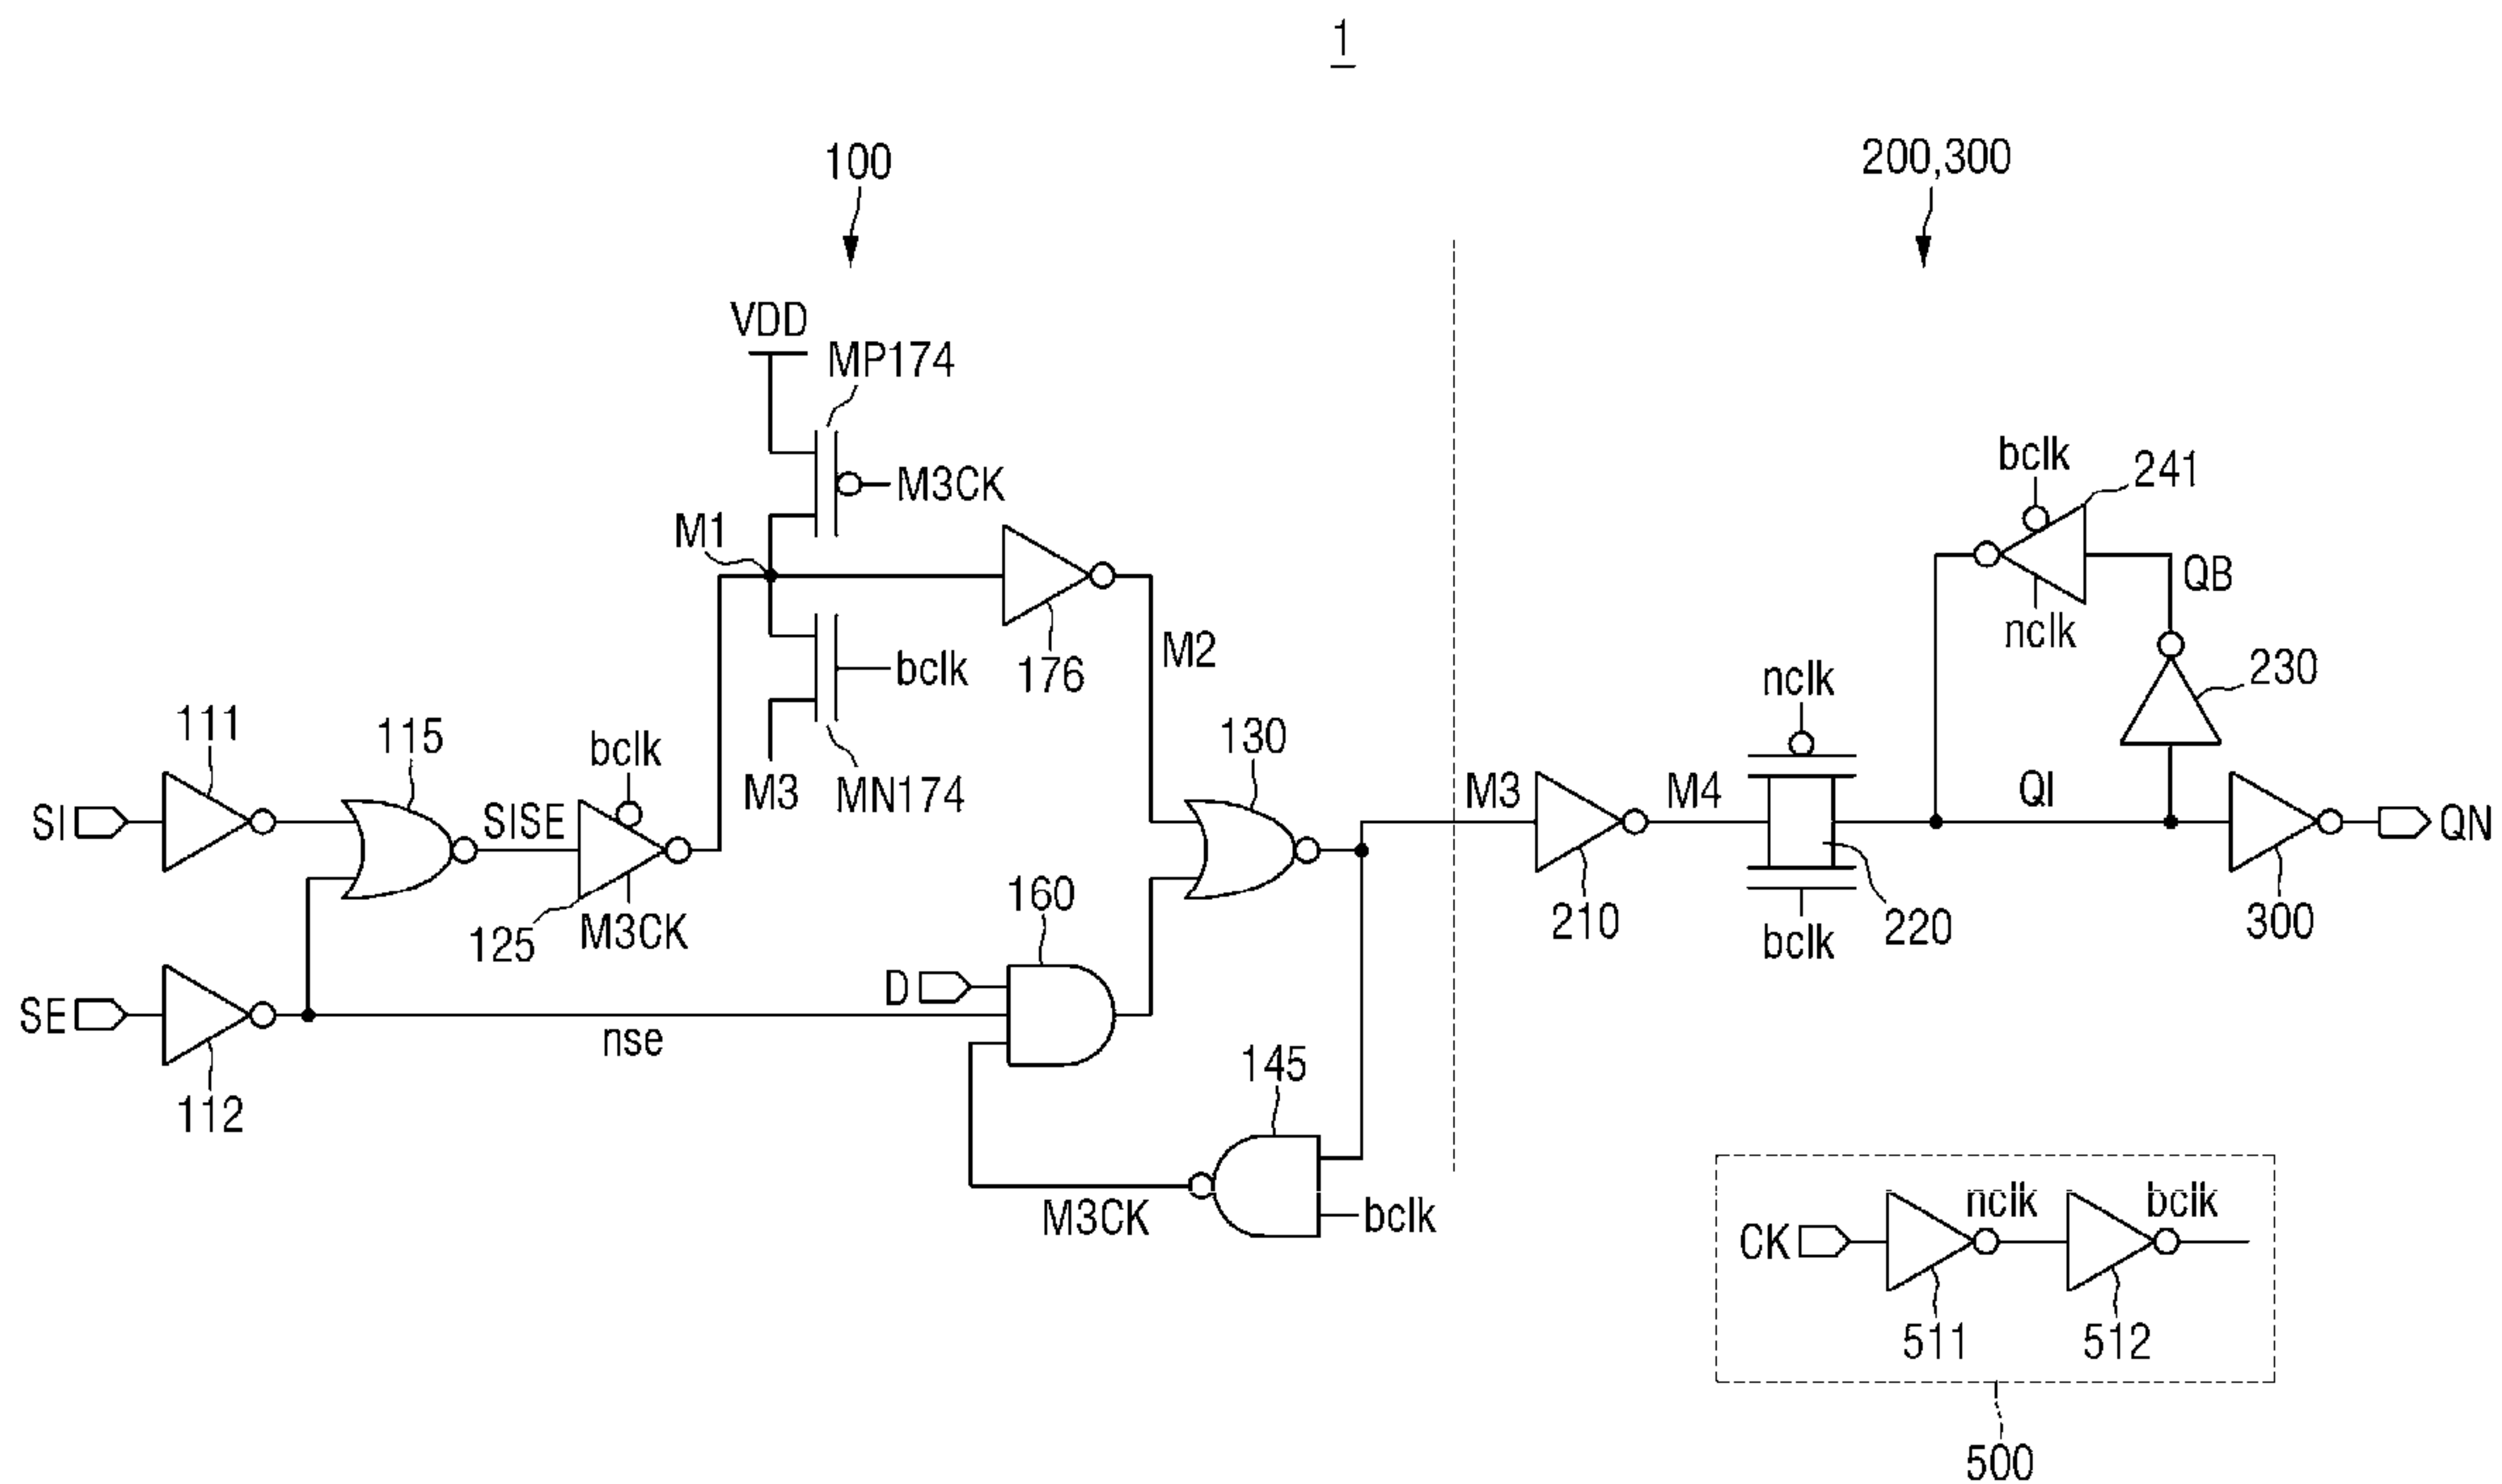 1
100
200,300
VDD
MP174
M3CK
M1
bclk
241
QB
nclk
bclk
176
M2
nclk
230
111
115
bclk
130
M3
MN174
SI
SISE
M3
M4
QI
QN
125
M3CK
160
210
bclk
220
300
D
SE
nse
112
145
M3CK
bclk
nclk
bclk
CK
511
512
500